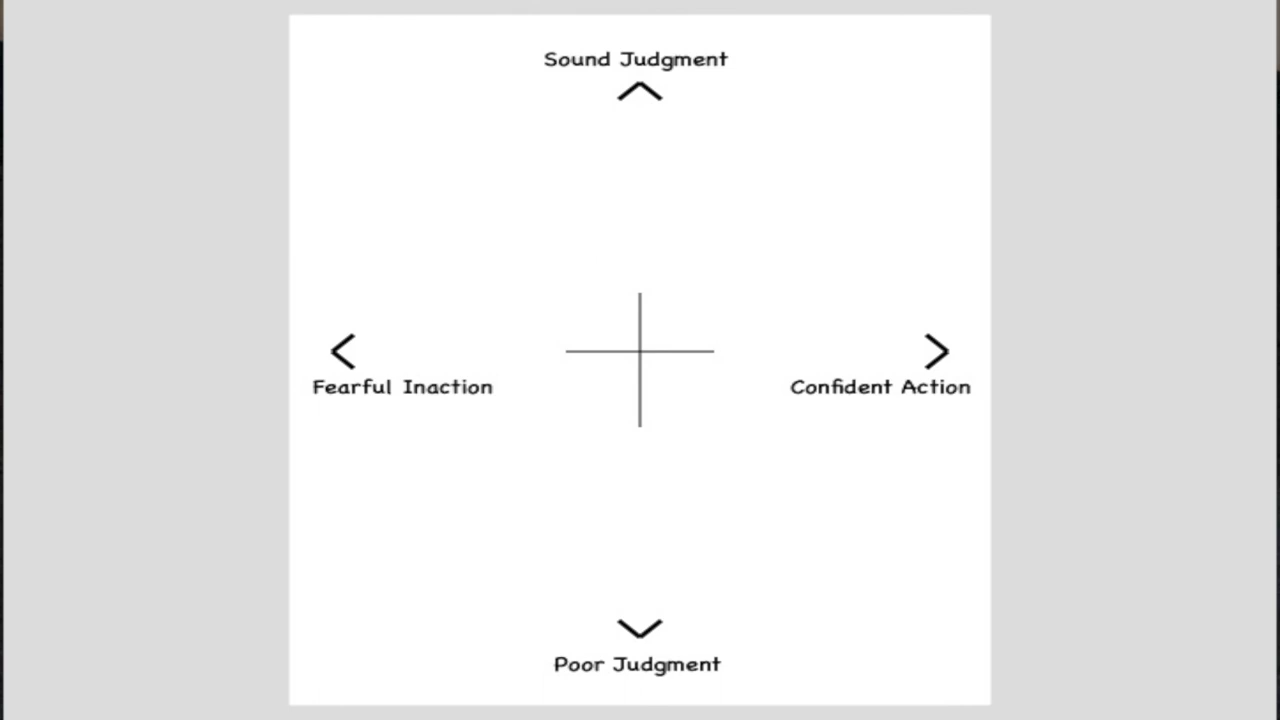 Sound Judgment
Fearful Inaction
Confident Action
Poor Judgment